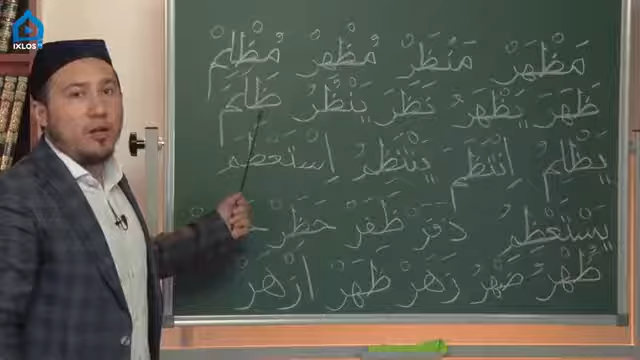 IXLOS
مَظْهَرْ مَنْظَرْ مُظْهِرْ مُظْلِمْ
ظَهَرَ يَظْهَرُ نَظَرَ يَنْظُرُ ظَلَمَ
يَظْلِمُ اِنْتَظَمَ يَنْتَظِمُ اِسْتَعْظَمَ
يَسْتَعْظِمُ ظَفَرْ حَظَرْ
ظُهْرْ ظَهْرْ اَزْهَرْ